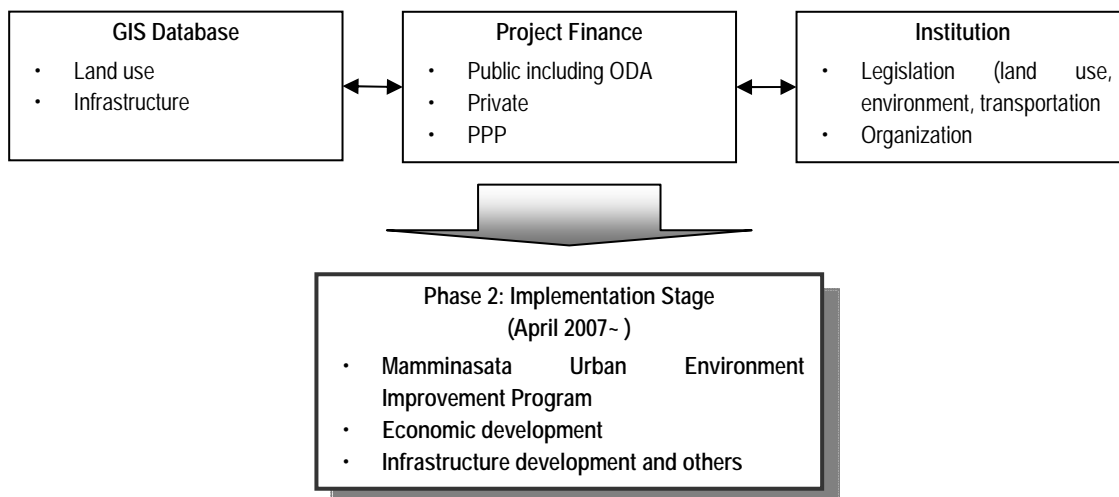 GIS Database
・ Land use
・ Infrastructure
Project Finance
・ Public including ODA
・ Private
・ PPP
Institution
・ Legislation (land use,
environment, transportation
・ Organization
Phase 2: Implementation Stage
(April 2007~ )
・ Mamminasata Urban Environment
Improvement Program
・ Economic development
・ Infrastructure development and others